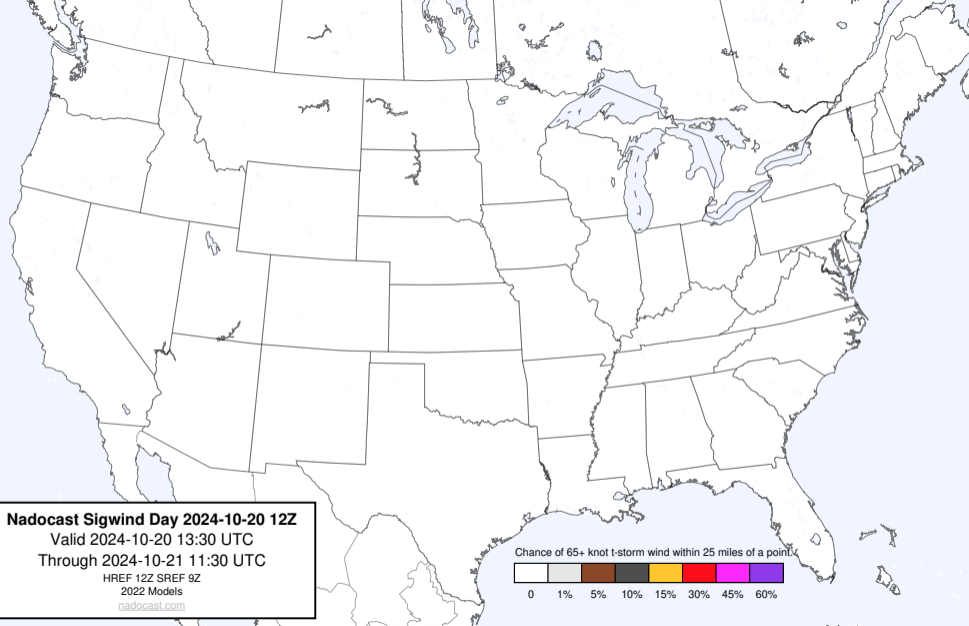 Nadocast Sigwind Day 2024-10-20 12Z
Valid 2024-10-20 13:30 UTC
Through 2024-10-21 11:30 UTC
HREF 12Z SREF 9Z
2022 Models
nadocast.com
Chance of 65+ knot t-storm wind within 25 miles of a point.
0 1% 5% 10% 15% 30% 45% 60%